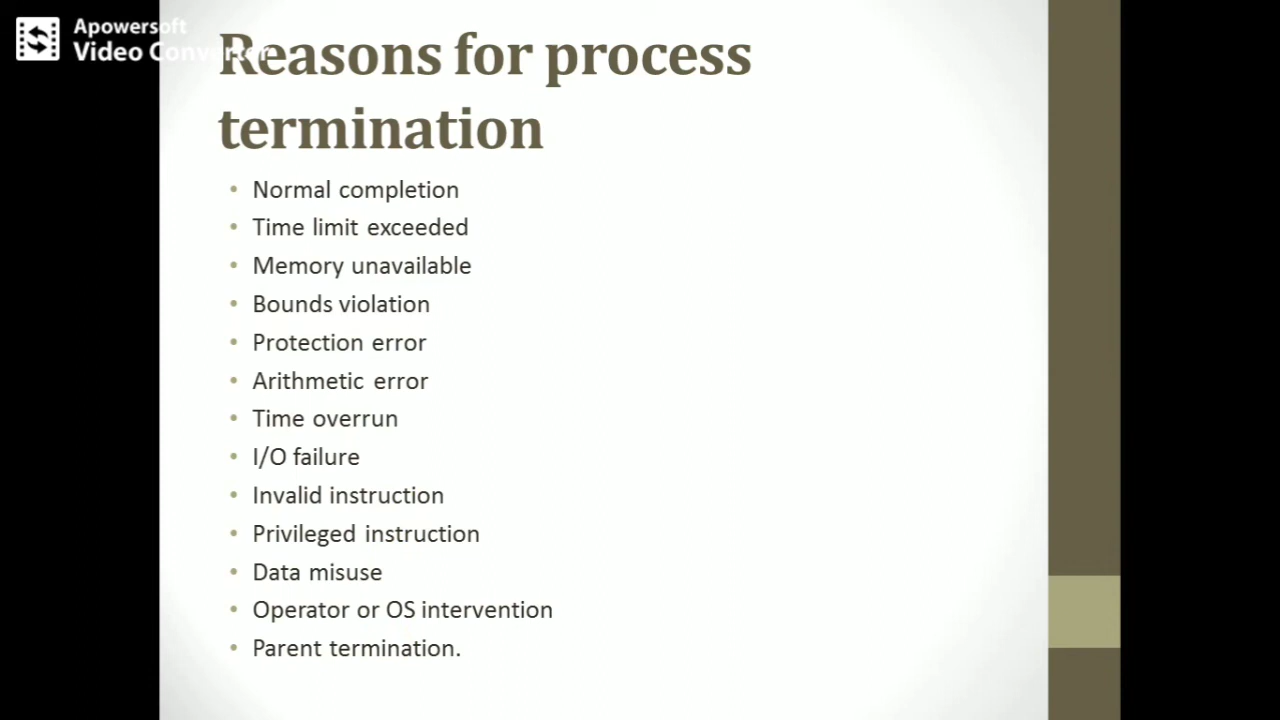 Apowersoft
Video Converter
Reasons for process
termination
• Normal completion
• Time limit exceeded
• Memory unavailable
• Bounds violation
• Protection error
• Arithmetic error
• Time overrun
• I/O failure
• Invalid instruction
• Privileged instruction
• Data misuse
• Operator or OS intervention
• Parent termination.